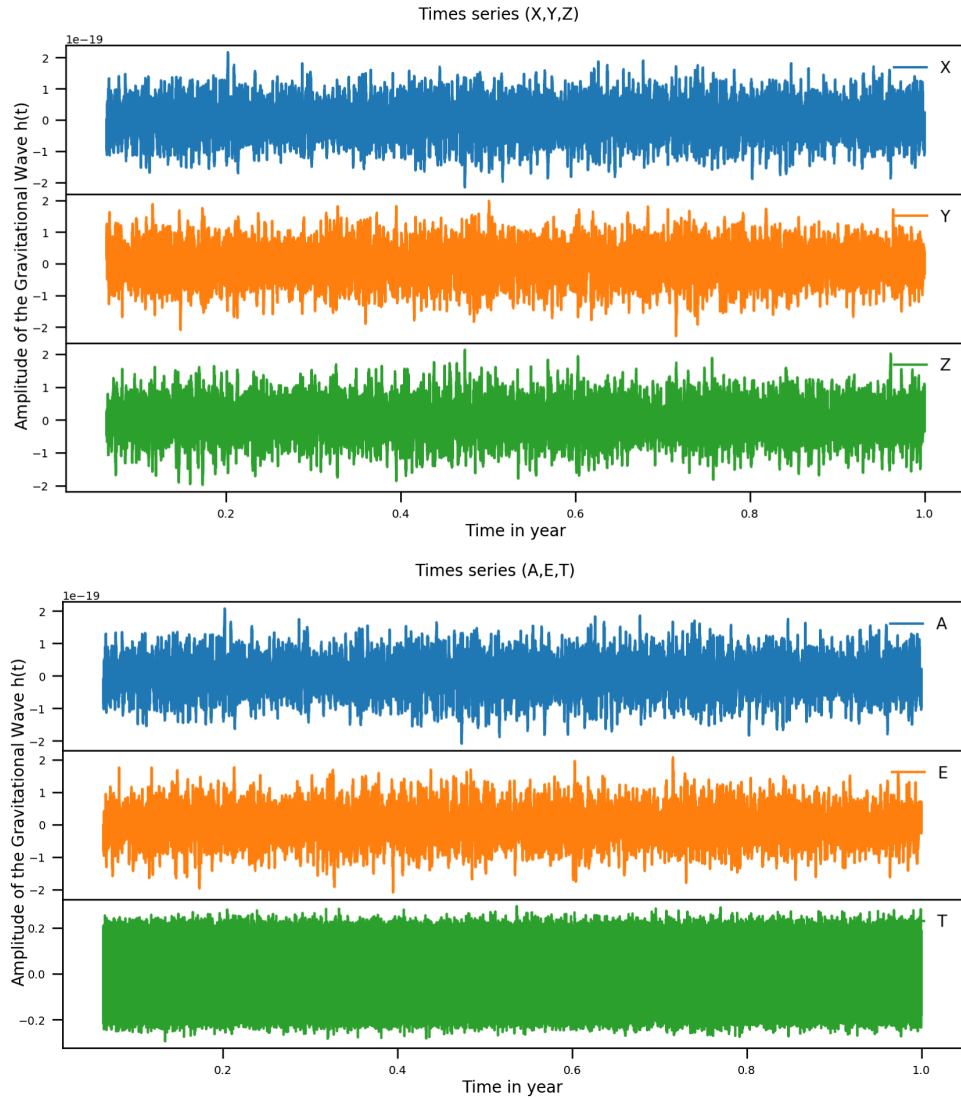 Times series (X,Y,Z)
1e−19
Amplitude of the Gravitational Wave h(t)
2
1
0
−1
−2
X
2
1
0
−1
−2
Y
2
1
0
−1
−2
Z
0.2 0.4 0.6 0.8 1.0
Time in year
Times series (A,E,T)
1e−19
Amplitude of the Gravitational Wave h(t)
2
1
0
−1
−2
A
2
1
0
−1
−2
E
0.2
0.0
−0.2
T
0.2 0.4 0.6 0.8 1.0
Time in year